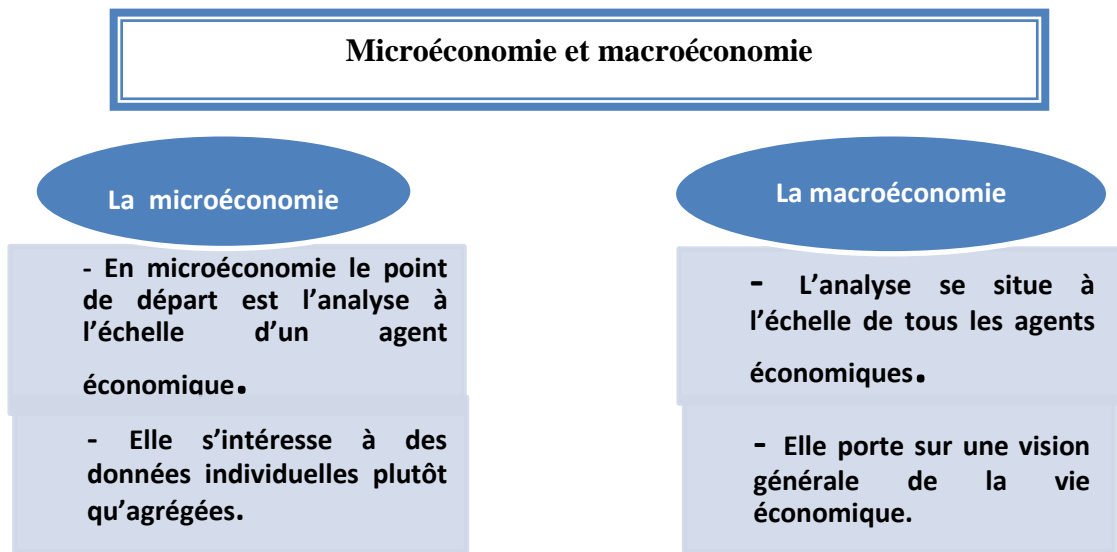 Microéconomie et macroéconomie
La microéconomie
- En microéconomie le point
de départ est l’analyse à
l’échelle d’un agent
économique.
- Elle s’intéresse à des
données individuelles plutôt
qu’agrégées.
La macroéconomie
- L’analyse se situe à
l’échelle de tous les agents
économiques.
- Elle porte sur une vision
générale de la vie
économique.